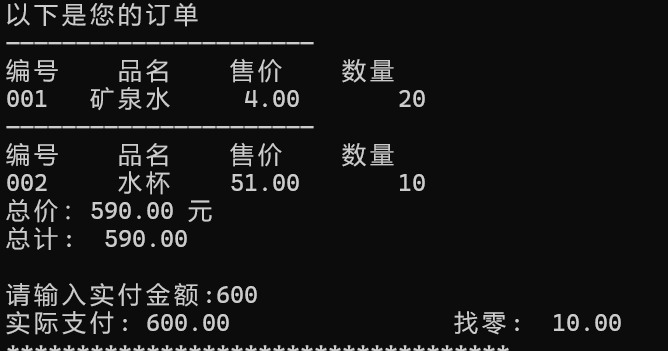 以下是您的订单
----------------------
编号 品名 售价 数量
001 矿泉水 4.00 20
----------------------
编号 品名 售价 数量
002 水杯 51.00 10
总价: 590.00 元
总计: 590.00
请输入实付金额:600
实际支付: 600.00 找零: 10.00
************************************